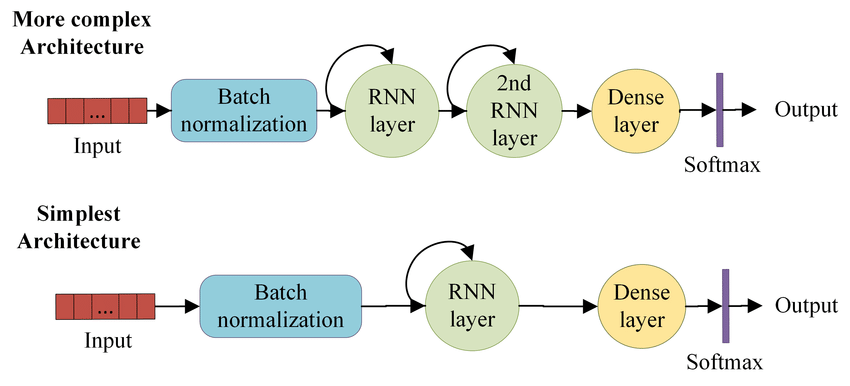 More complex
Architecture
Batch
normalization
RNN
layer
2nd
RNN
layer
Dense
layer
Output
...
Input
Softmax
Simplest
Architecture
Batch
normalization
RNN
layer
Dense
layer
Output
...
Input
Softmax